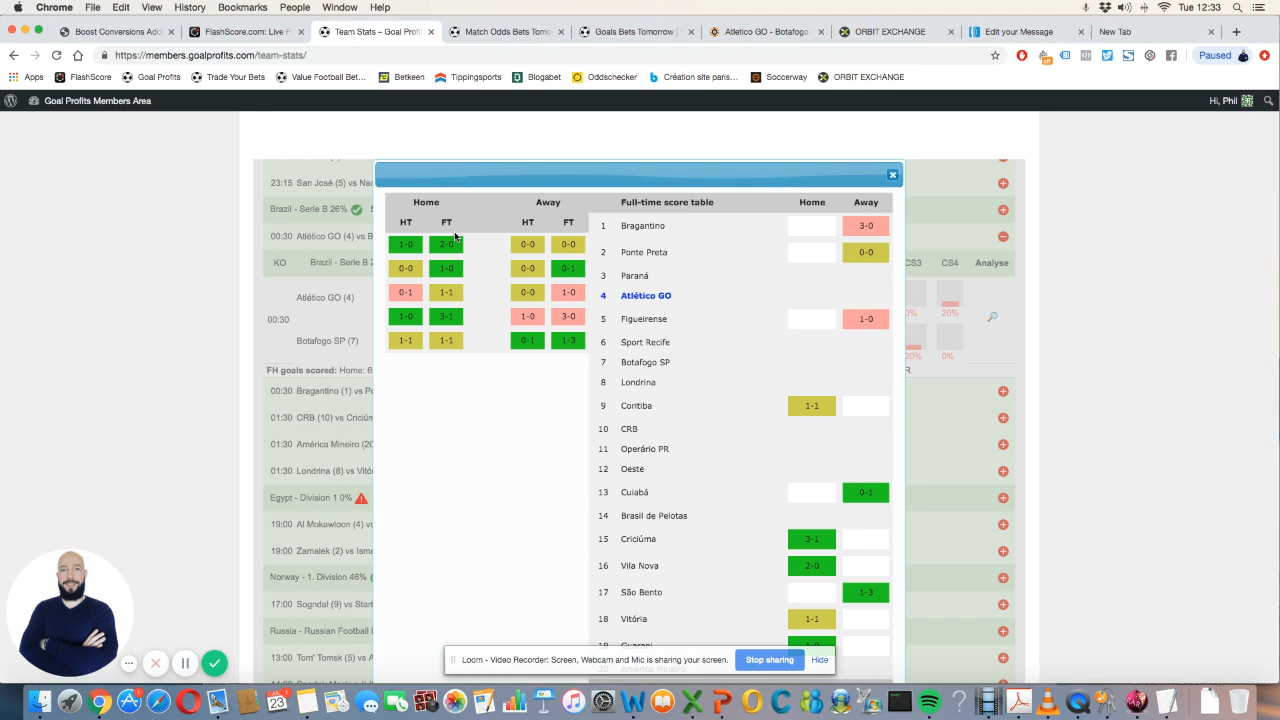 Chrome File Edit View History Bookmarks People Window Help Tue 12:33
Boost Conversions Add FlashScore.com: Live F Team Stats – Goal Profi Match Odds Bets Tomo Goals Bets Tomorrow | Atletico GO - Botafogo ORBIT EXCHANGE Edit your Message New Tab
https://members.goalprofits.com/team-stats/ off Paused
Apps FlashScore Goal Profits Trade Your Bets Value Football Bet... Betkeen Tippingsports Blogabet Oddschecker Création site paris... Soccerway ORBIT EXCHANGE
Goal Profits Members Area Hi, Phil
23:15 San José (5) vs Nac
Brazil - Serie B 26%
00:30 Atlético GO (4) vs B
KO Brazil - Serie B CS3 CS4 Analyse
Atlético GO (4)
0% 20%
00:30
Botafogo SP (7)
20% 0%
FH goals scored: Home: 6 R
00:30 Bragantino (1) vs P
01:30 CRB (10) vs Criciúm
01:30 América Mineiro (20
01:30 Londrina (8) vs Vitó
Egypt - Division 1 0%
19:00 Al Mokawloon (4) v
19:00 Zamalek (2) vs Isma
Norway - 1. Division 46%
17:00 Sogndal (9) vs Start
Russia - Russian Football
13:00 Tom' Tomsk (5) vs A
Home Away
HT FT HT FT
1-0 2-0 0-0 0-0
0-0 1-0 0-0 0-1
0-1 1-1 0-0 1-0
1-0 3-1 1-0 3-0
1-1 1-1 0-1 1-3
Full-time score table Home Away
1 Bragantino 3-0
2 Ponte Preta 0-0
3 Paraná
4 Atlético GO
5 Figueirense 1-0
6 Sport Recife
7 Botafogo SP
8 Londrina
9 Coritiba 1-1
10 CRB
11 Operário PR
12 Oeste
13 Cuiabá 0-1
14 Brasil de Pelotas
15 Criciúma 3-1
16 Vila Nova 2-0
17 São Bento 1-3
18 Vitória 1-1
19 Guarani
20 América Mineiro
Loom - Video Recorder: Screen, Webcam and Mic is sharing your screen. Stop sharing Hide
23